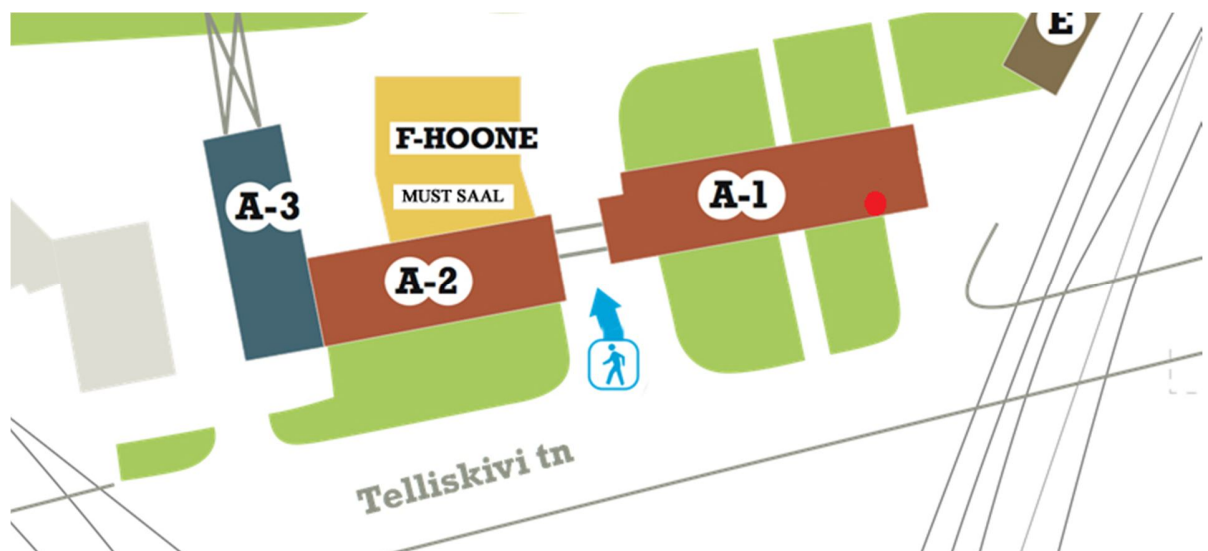 E
F-HOONE
MUST SAAL
A-1
A-3
A-2
Telliskivi tn